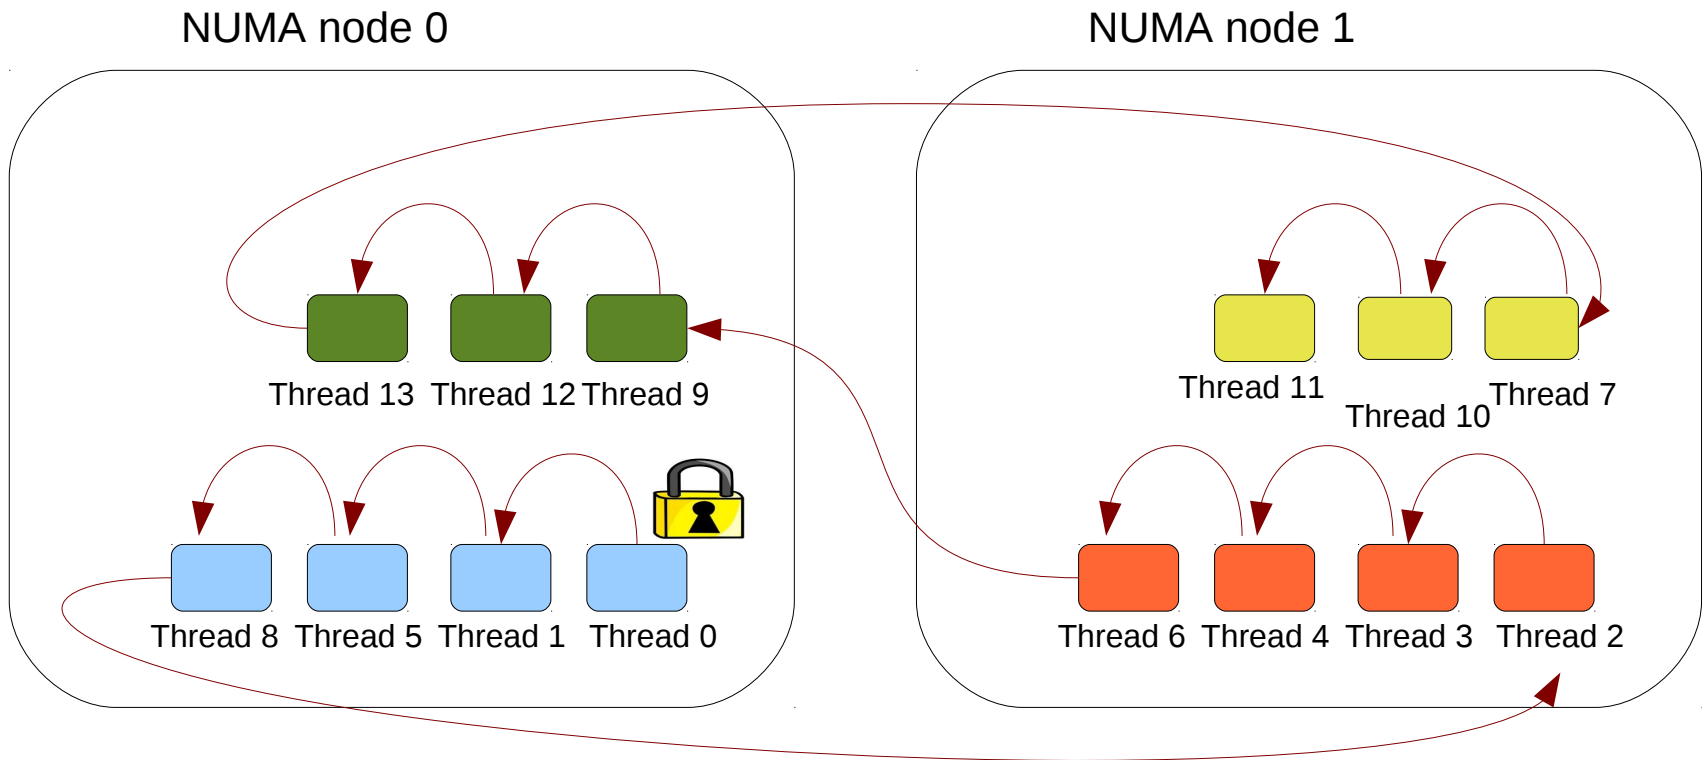 NUMA node 0
NUMA node 1
Thread 13 Thread 12 Thread 9
Thread 11
Thread 10
Thread 7
Thread 8 Thread 5 Thread 1 Thread 0
Thread 6 Thread 4 Thread 3 Thread 2